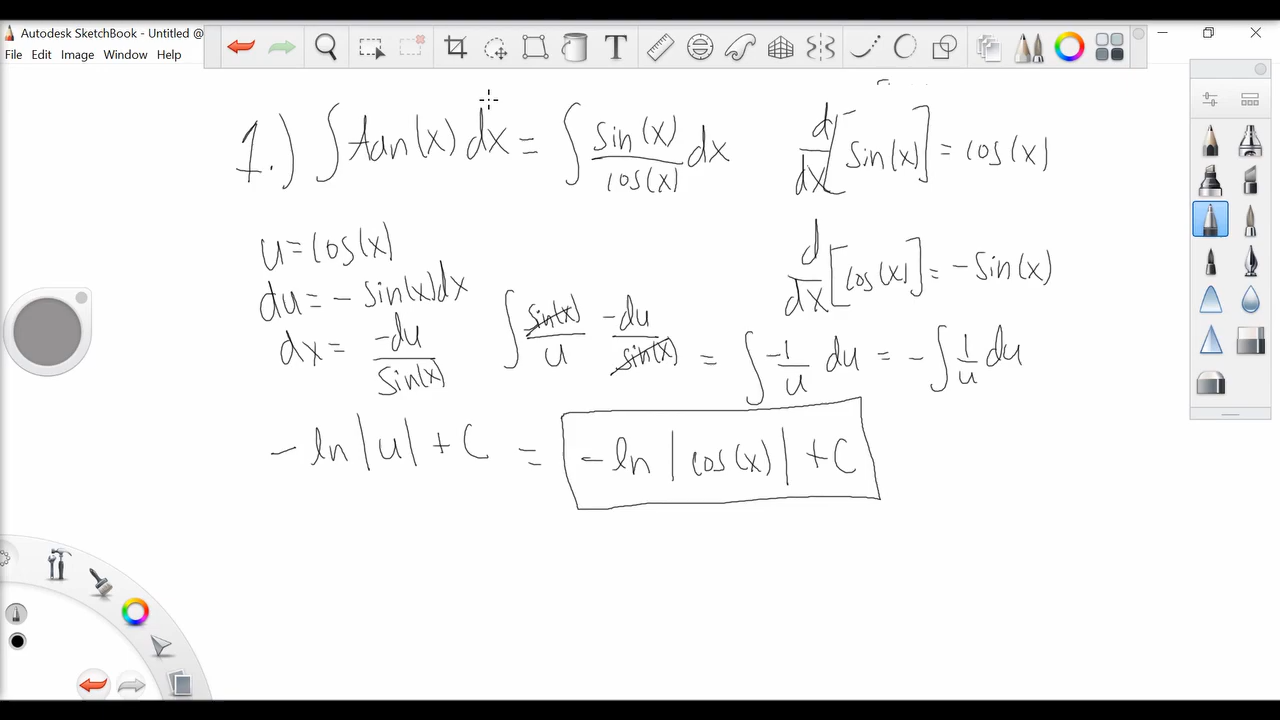 Autodesk SketchBook - Untitled @
File Edit Image Window Help
T
1.) ∫ tan(x) dx = ∫ sin(x)/cos(x) dx
d/dx [sin(x)] = cos(x)
u = cos(x)
d/dx [cos(x)] = - sin(x)
du = - sin(x)dx
dx = -du/sin(x)
∫ sin(x)/u -du/sin(x) = ∫ -1/u du = - ∫ 1/u du
- ln |u| + C = - ln |cos(x)| + C